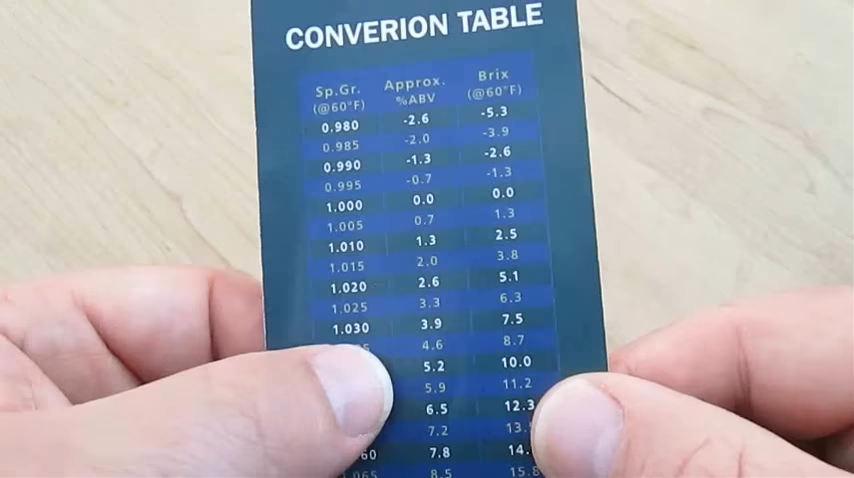 CONVERION TABLE
Sp.Gr. Approx. Brix
(@60°F) %ABV (@60°F)
0.980 -2.6 -5.3
0.985 -2.0 -3.9
0.990 -1.3 -2.6
0.995 -0.7 -1.3
1.000 0.0 0.0
1.005 0.7 1.3
1.010 1.3 2.5
1.015 2.0 3.8
1.020 2.6 5.1
1.025 3.3 6.3
1.030 3.9 7.5
4.6 8.7
5.2 10.0
5.9 11.2
6.5 12.3
7.2
7.8
8.5 15.8